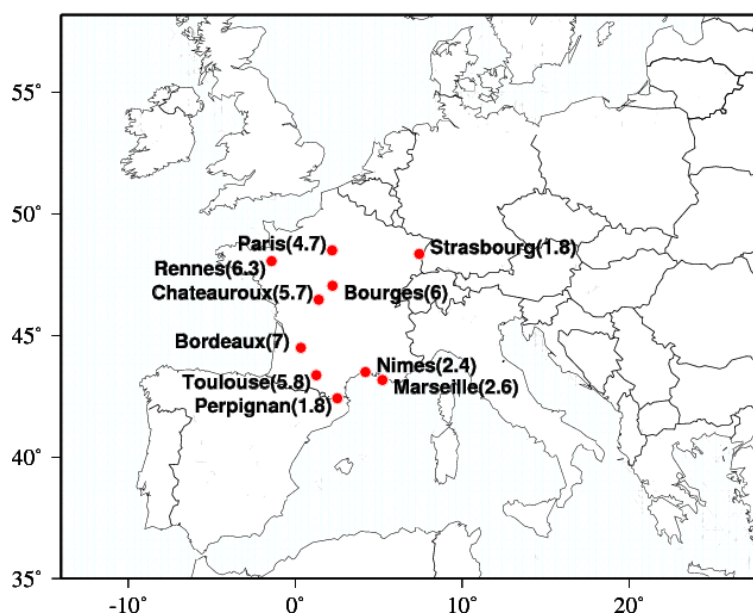 55°
50°
45°
40°
35°
Paris(4.7)
Strasbourg(1.8)
Rennes(6.3)
Chateauroux(5.7)
Bourges(6)
Bordeaux(7)
Nimes(2.4)
Toulouse(5.8)
Marseille(2.6)
Perpignan(1.8)
-10°
0°
10°
20°